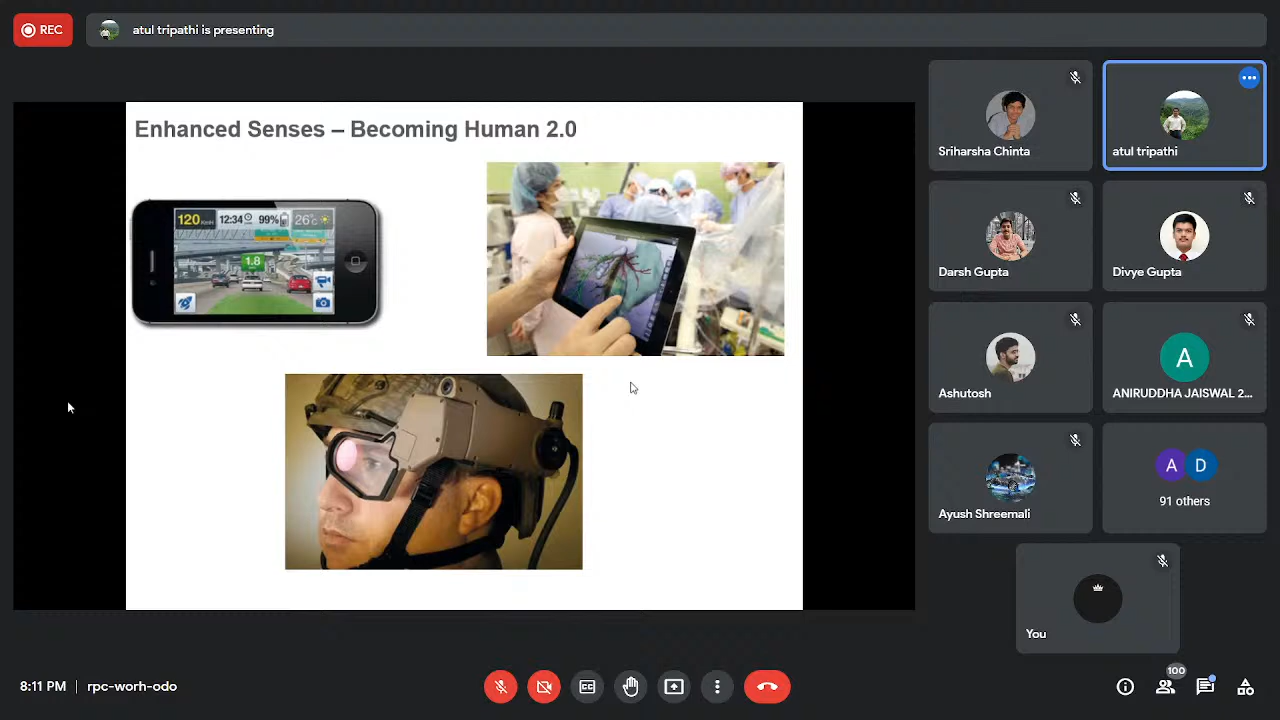 REC
atul tripathi is presenting
Enhanced Senses – Becoming Human 2.0
120 Km/h 12:34 99% 26°C
1.8
Sriharsha Chinta
atul tripathi
Darsh Gupta
Divye Gupta
Ashutosh
A
ANIRUDDHA JAISWAL 2...
Ayush Shreemali
A D
91 others
You
8:11 PM | rpc-worh-odo
100